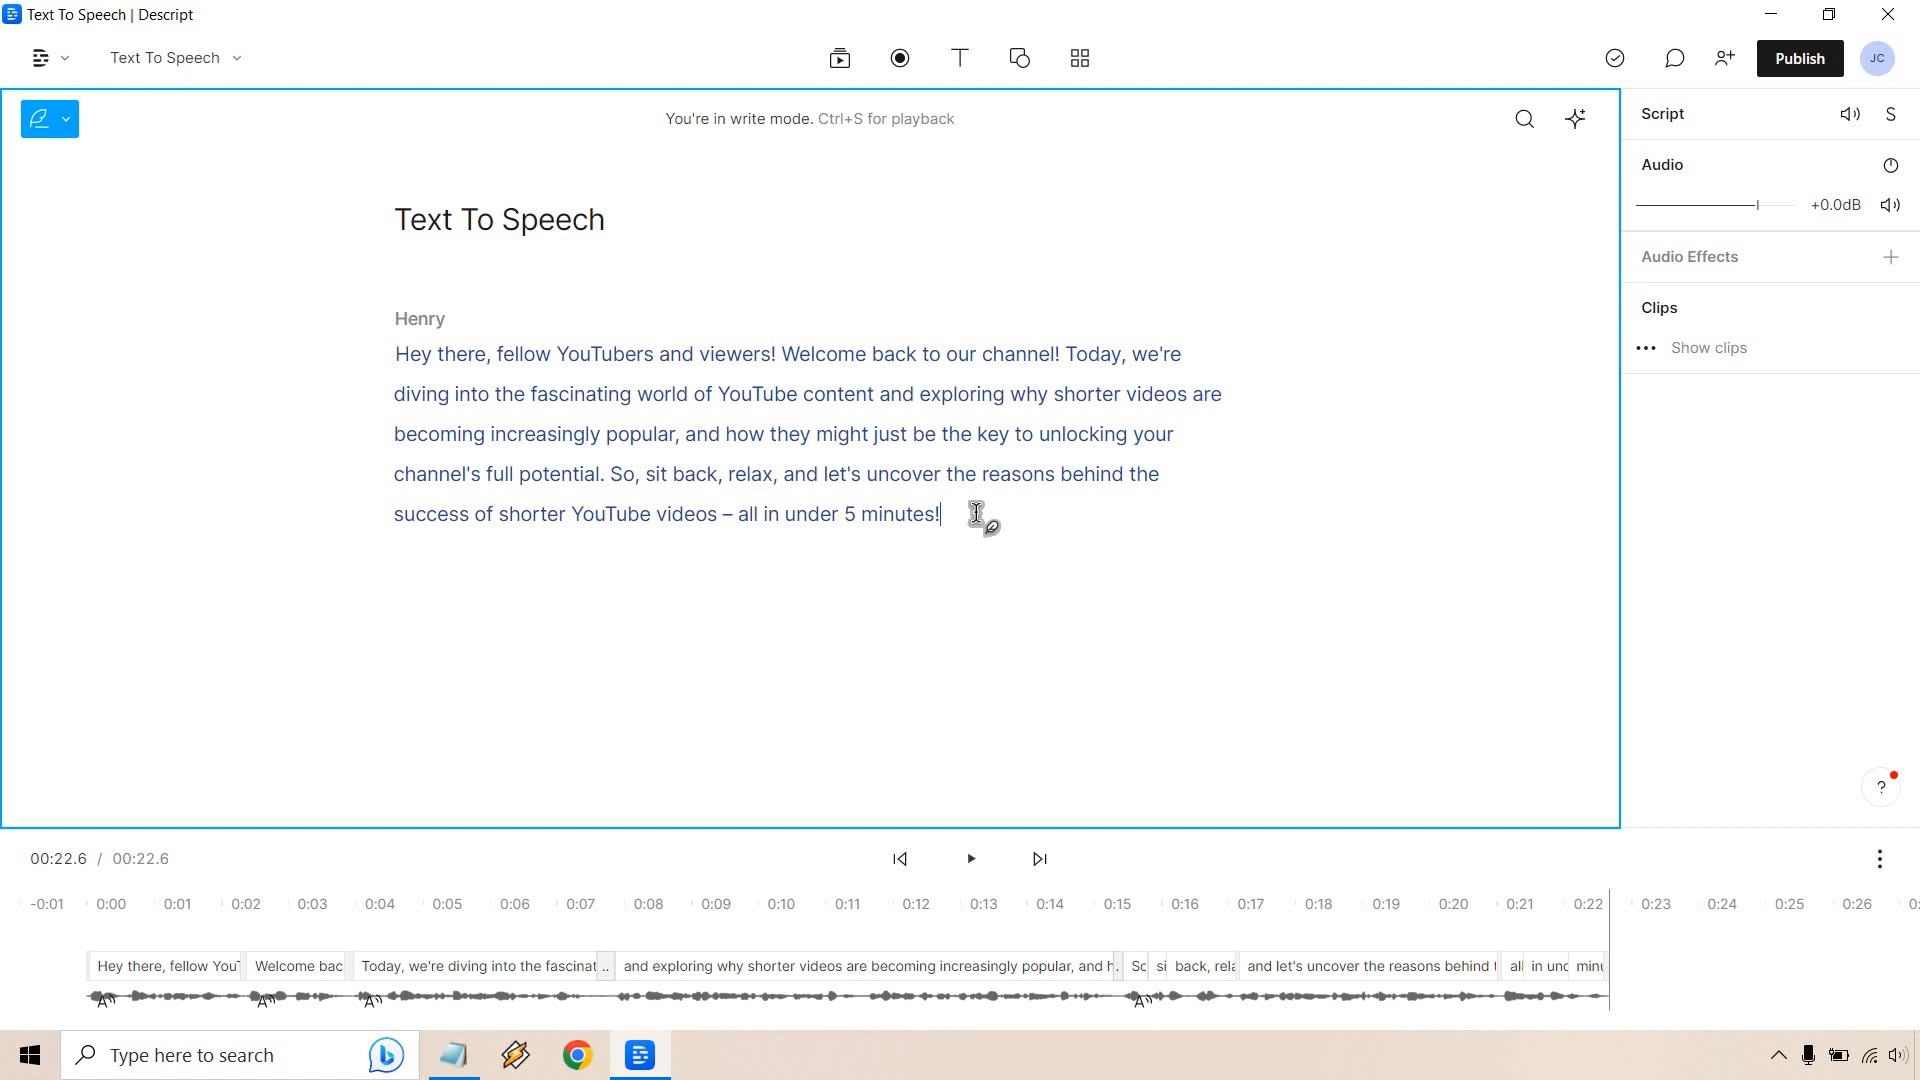 Text To Speech | Descript
Text To Speech
Publish
JC
You're in write mode. Ctrl+S for playback
Script
S
Audio
+0.0dB
Audio Effects
Clips
Show clips
Text To Speech
Henry
Hey there, fellow YouTubers and viewers! Welcome back to our channel! Today, we're
diving into the fascinating world of YouTube content and exploring why shorter videos are
becoming increasingly popular, and how they might just be the key to unlocking your
channel's full potential. So, sit back, relax, and let's uncover the reasons behind the
success of shorter YouTube videos – all in under 5 minutes!
?
00:22.6 / 00:22.6
-0:01 0:00 0:01 0:02 0:03 0:04 0:05 0:06 0:07 0:08 0:09 0:10 0:11 0:12 0:13 0:14 0:15 0:16 0:17 0:18 0:19 0:20 0:21 0:22 0:23 0:24 0:25 0:26 0:
Hey there, fellow You Welcome bac Today, we're diving into the fascinat .. and exploring why shorter videos are becoming increasingly popular, and h. Sc si back, rela and let's uncover the reasons behind all in unc minu
A A A A
Type here to search